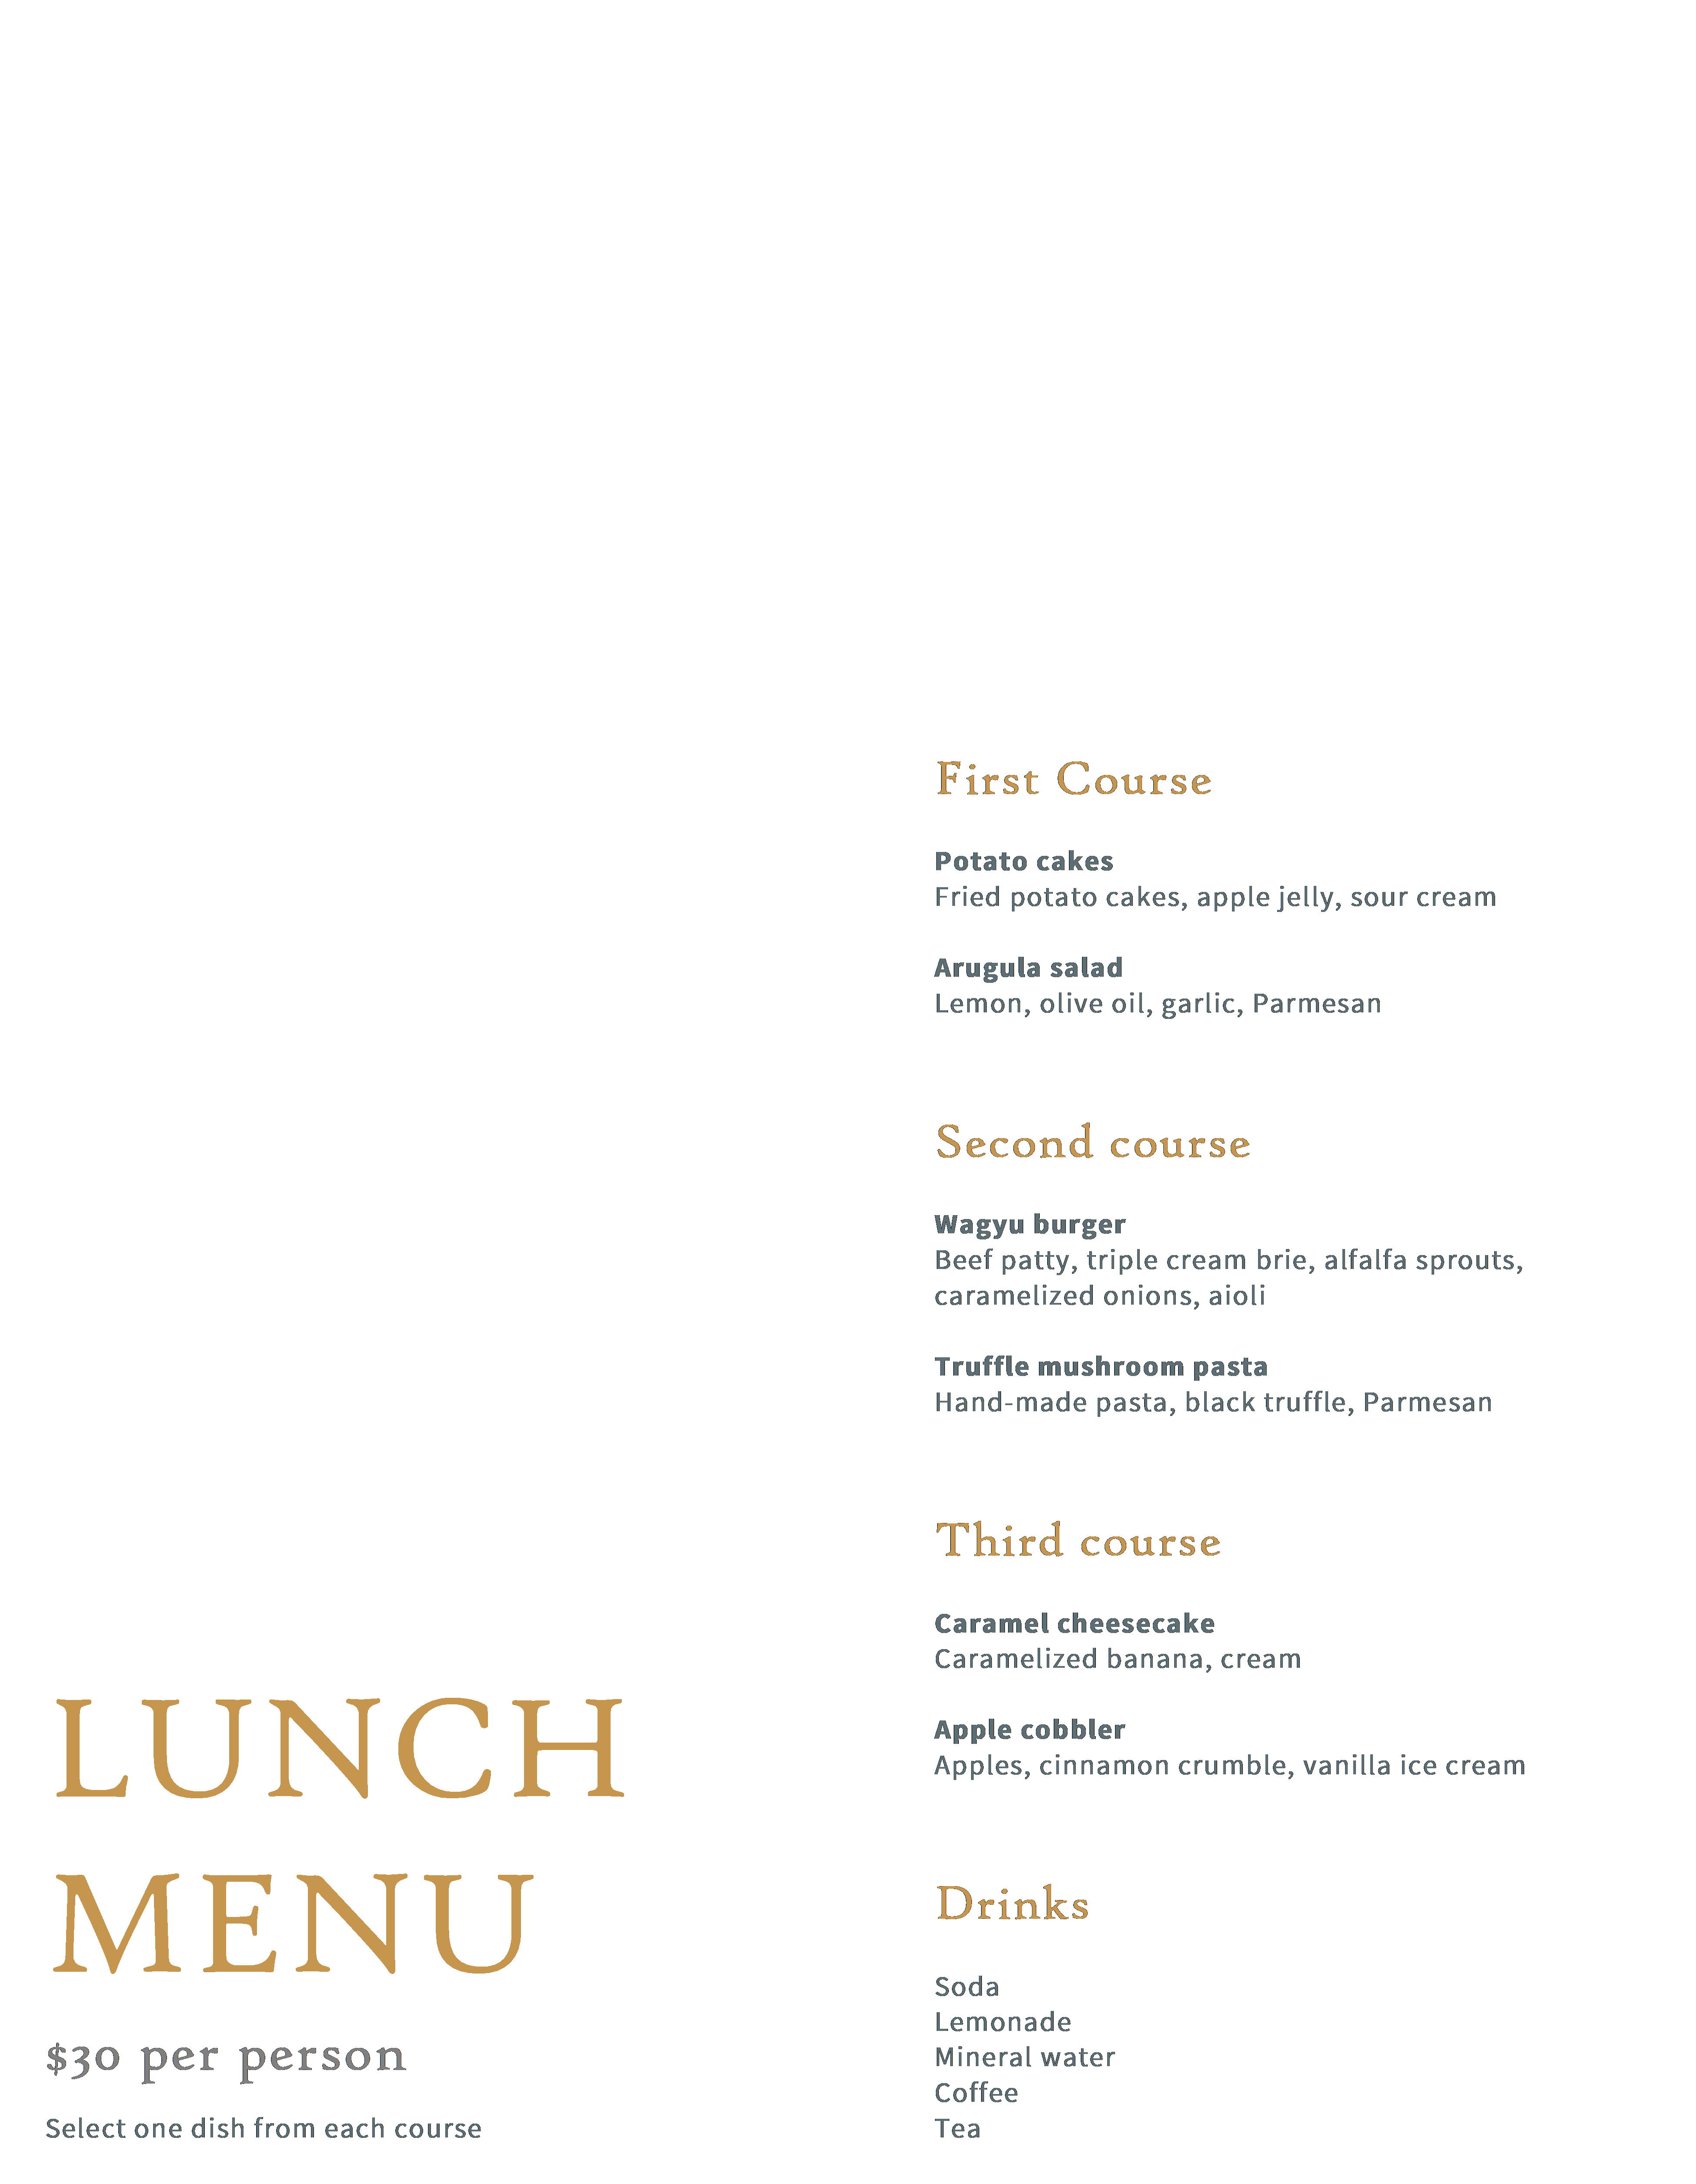 First Course
Potato cakes
Fried potato cakes, apple jelly, sour cream
Arugula salad
Lemon, olive oil, garlic, Parmesan
Second course
Wagyu burger
Beef patty, triple cream brie, alfalfa sprouts,
caramelized onions, aioli
Truffle mushroom pasta
Hand-made pasta, black truffle, Parmesan
Third course
Caramel cheesecake
Caramelized banana, cream
Apple cobbler
Apples, cinnamon crumble, vanilla ice cream
Drinks
Soda
Lemonade
Mineral water
Coffee
Tea
LUNCH
MENU
$30 per person
Select one dish from each course